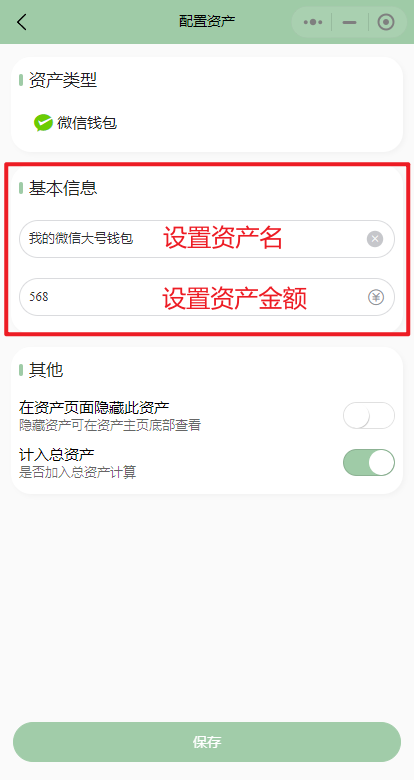 配置资产
资产类型
微信钱包
基本信息
我的微信大号钱包 设置资产名
568 设置资产金额
其他
在资产页面隐藏此资产
隐藏资产可在资产主页底部查看
计入总资产
是否加入总资产计算
保存